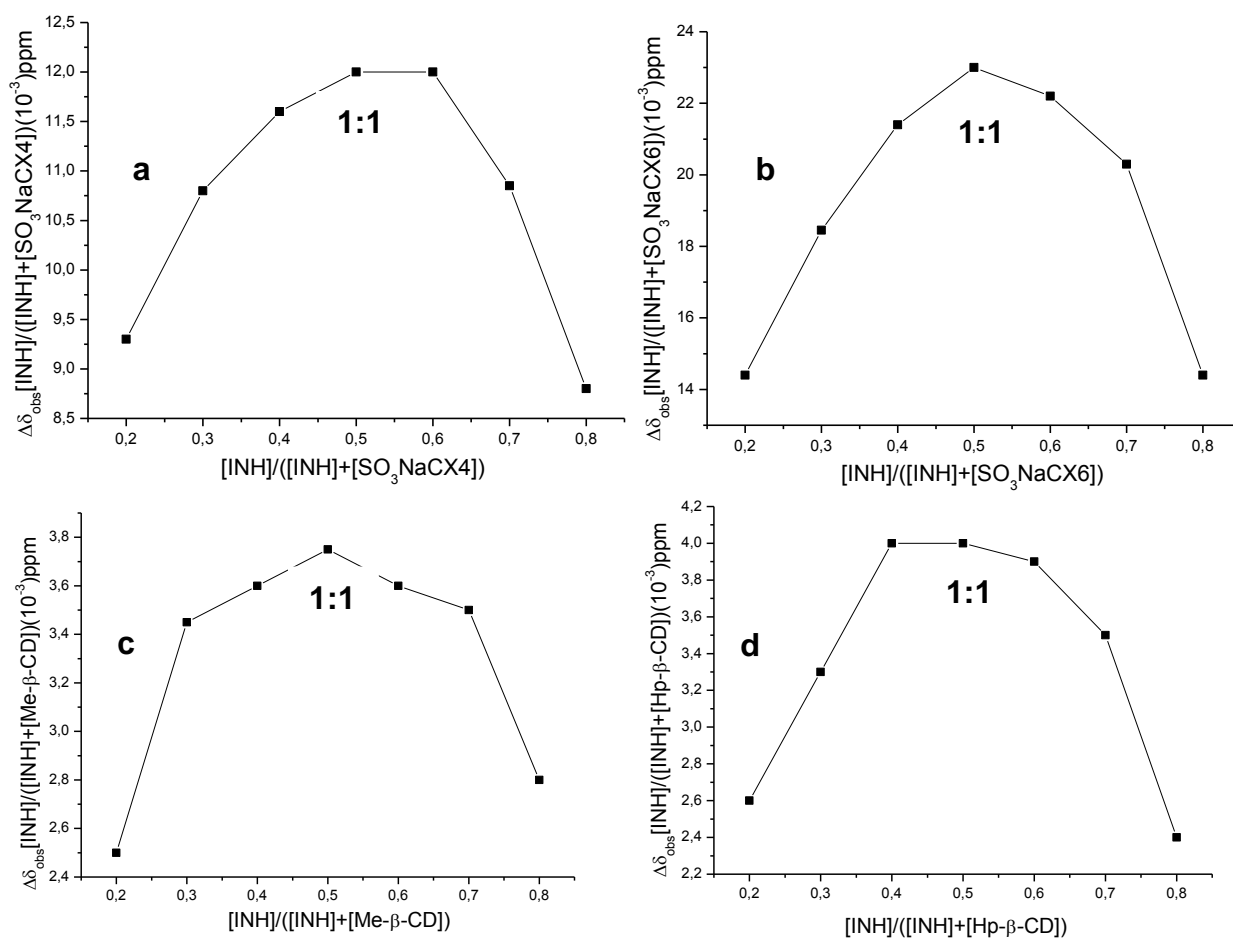 12,5
12,0
11,5
11,0
10,5
10,0
9,5
9,0
8,5
Δδobs[INH]/([INH]+[SO3NaCX4])(10-3)ppm
a
1:1
0,2 0,3 0,4 0,5 0,6 0,7 0,8
[INH]/([INH]+[SO3NaCX4])
24
22
20
18
16
14
Δδobs[INH]/([INH]+[SO3NaCX6])(10-3)ppm
b
1:1
0,2 0,3 0,4 0,5 0,6 0,7 0,8
[INH]/([INH]+[SO3NaCX6])
3,8
3,6
3,4
3,2
3,0
2,8
2,6
2,4
Δδobs[INH]/([INH]+[Me-β-CD])(10-3)ppm
c
1:1
0,2 0,3 0,4 0,5 0,6 0,7 0,8
[INH]/([INH]+[Me-β-CD])
4,2
4,0
3,8
3,6
3,4
3,2
3,0
2,8
2,6
2,4
2,2
Δδobs[INH]/([INH]+[Hp-β-CD])(10-3)ppm
d
1:1
0,2 0,3 0,4 0,5 0,6 0,7 0,8
[INH]/([INH]+[Hp-β-CD])